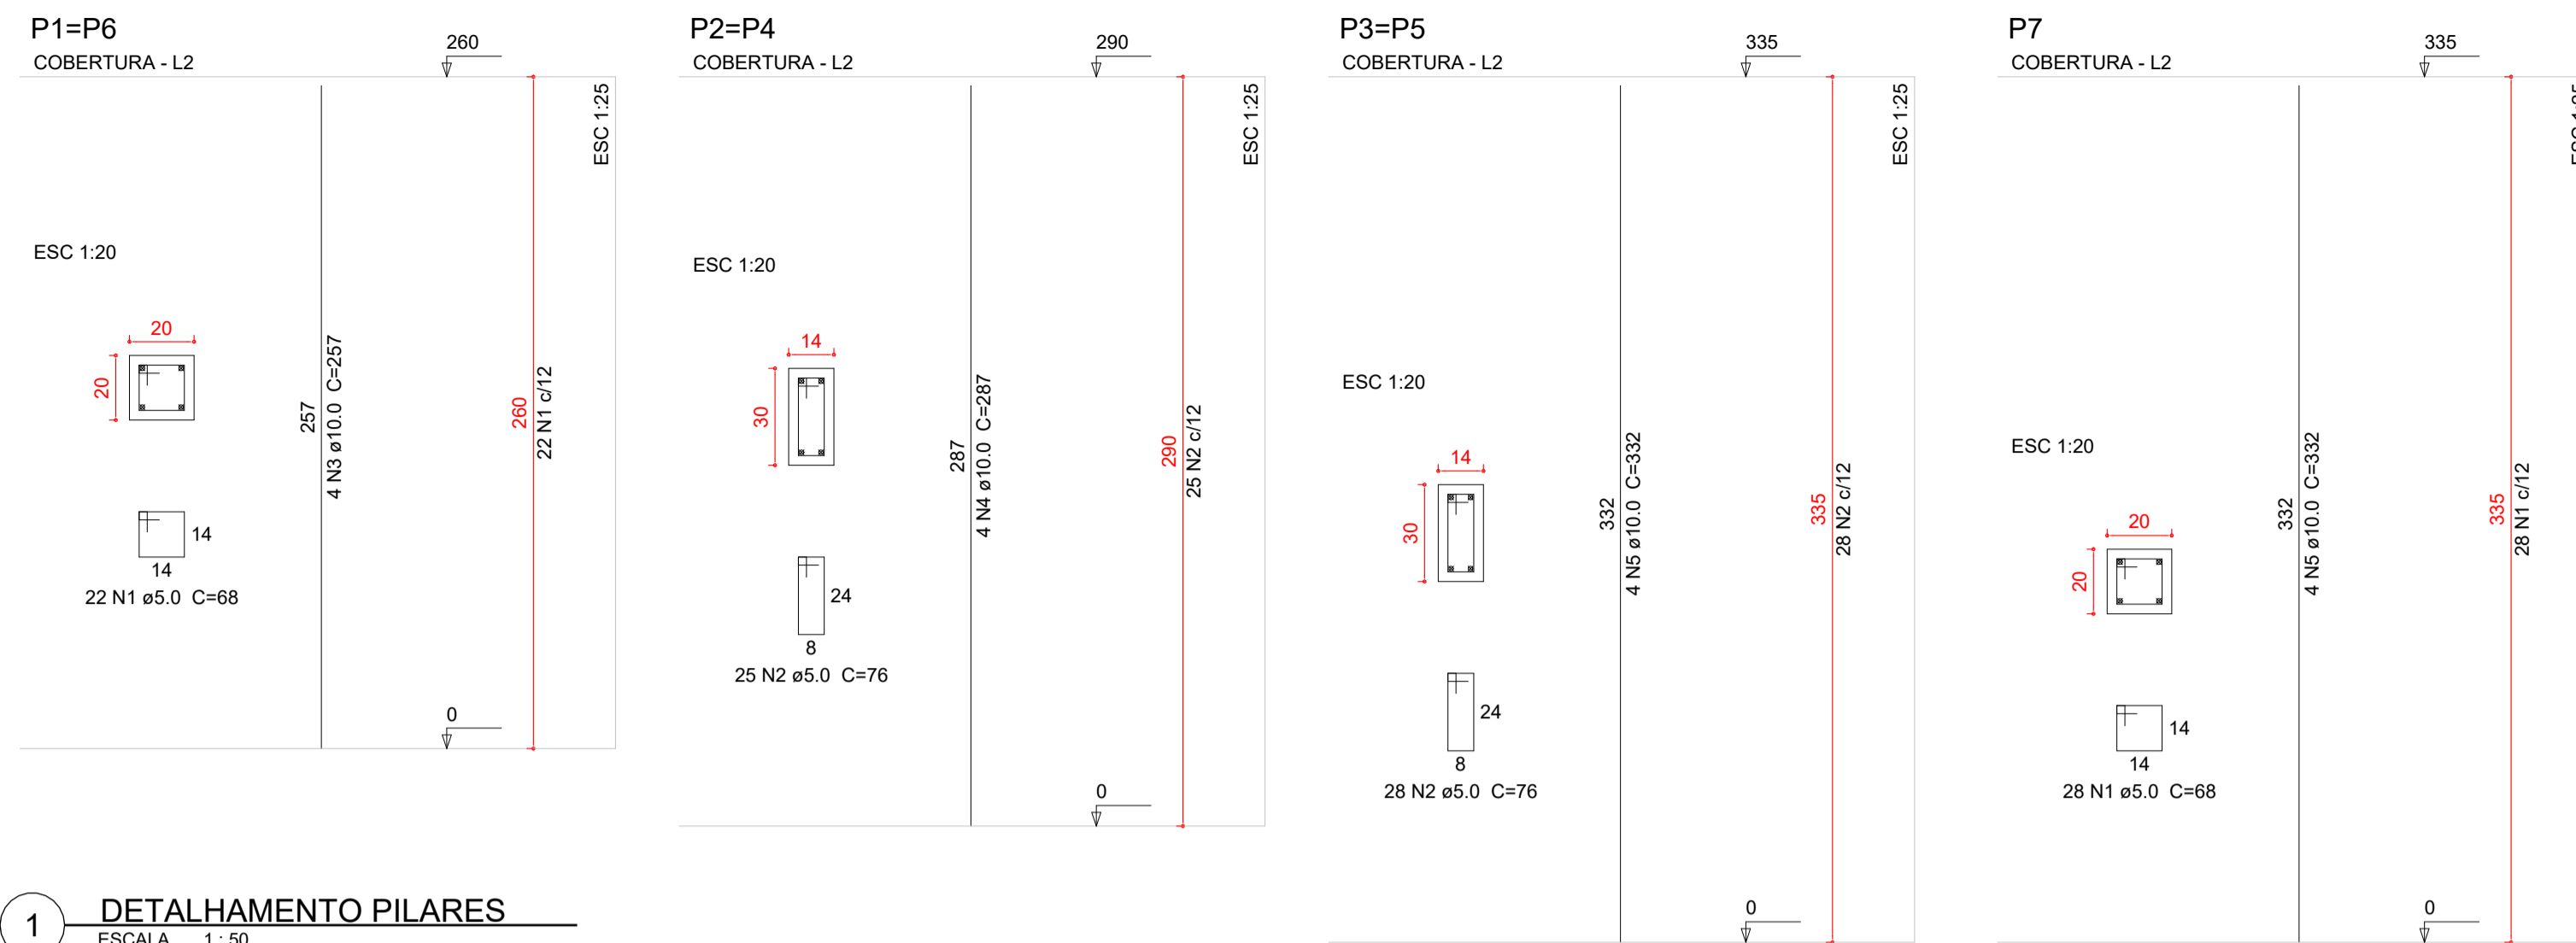 P1=P6
COBERTURA - L2
260
ESC 1:25
ESC 1:20
20
20
257
4 N3 ø10.0 C=257
260
22 N1 c/12
14
14
22 N1 ø5.0 C=68
0
P2=P4
COBERTURA - L2
290
ESC 1:25
ESC 1:20
14
30
287
4 N4 ø10.0 C=287
290
25 N2 c/12
24
8
25 N2 ø5.0 C=76
0
P3=P5
COBERTURA - L2
335
ESC 1:25
ESC 1:20
14
30
332
4 N5 ø10.0 C=332
335
28 N2 c/12
24
8
28 N2 ø5.0 C=76
0
P7
COBERTURA - L2
335
ESC 1:20
20
20
332
4 N5 ø10.0 C=332
335
28 N1 c/12
14
14
28 N1 ø5.0 C=68
0
1
DETALHAMENTO PILARES
ESCALA 1 : 50